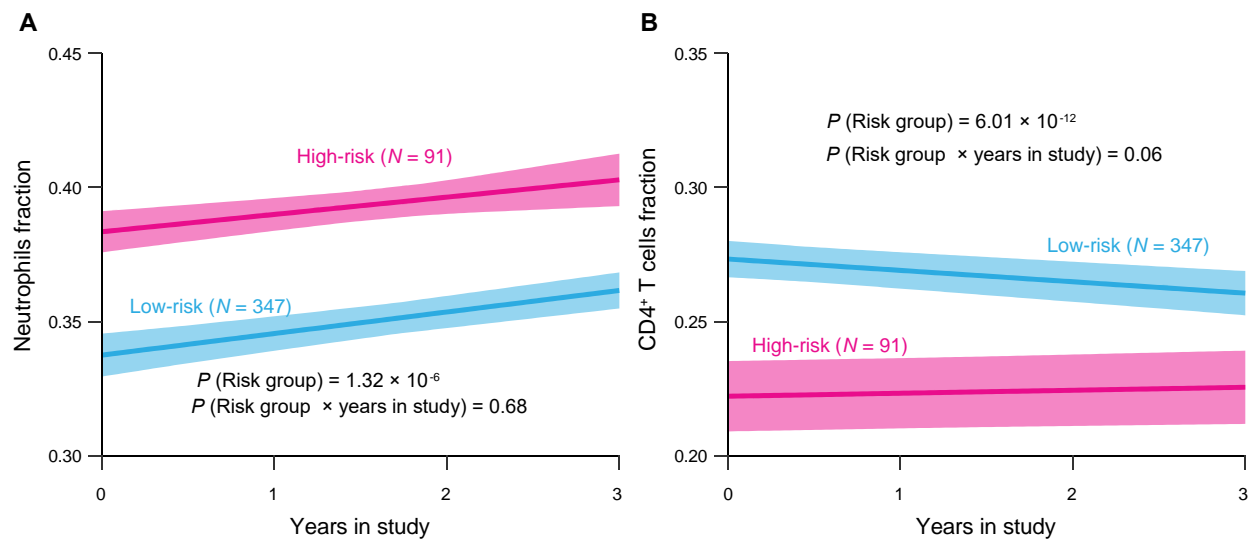 A
0.45
0.40
0.35
0.30
Neutrophils fraction
High-risk (N = 91)
Low-risk (N = 347)
P (Risk group) = 1.32 × 10⁻⁶
P (Risk group × years in study) = 0.68
0
1
2
3
Years in study
B
0.35
0.30
0.25
0.20
CD4⁺ T cells fraction
P (Risk group) = 6.01 × 10⁻¹²
P (Risk group × years in study) = 0.06
Low-risk (N = 347)
High-risk (N = 91)
0
1
2
3
Years in study